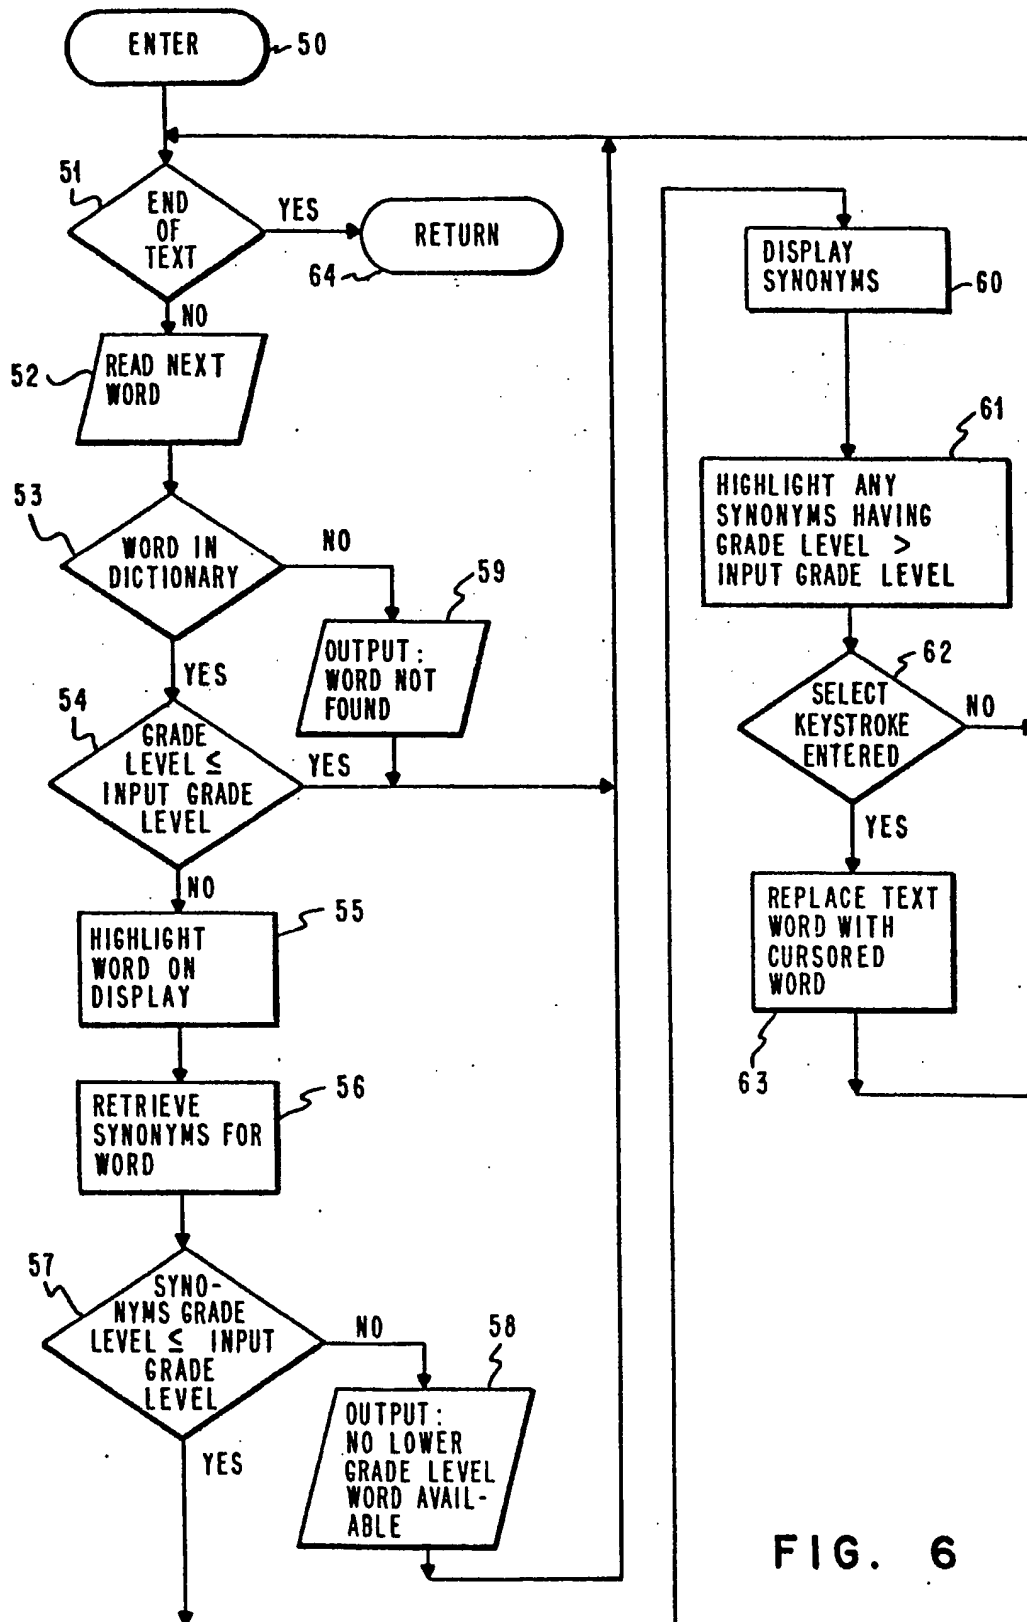 ENTER
50
51
END
OF
TEXT
YES
RETURN
64
NO
52
READ NEXT
WORD
53
WORD IN
DICTIONARY
NO
59
OUTPUT:
WORD NOT
FOUND
YES
54
GRADE
LEVEL ≤
INPUT GRADE
LEVEL
YES
NO
55
HIGHLIGHT
WORD ON
DISPLAY
56
RETRIEVE
SYNONYMS FOR
WORD
57
SYNO-
NYMS GRADE
LEVEL ≤ INPUT
GRADE
LEVEL
NO
58
OUTPUT:
NO LOWER
GRADE LEVEL
WORD AVAIL-
ABLE
YES
DISPLAY
SYNONYMS
60
61
HIGHLIGHT ANY
SYNONYMS HAVING
GRADE LEVEL >
INPUT GRADE LEVEL
62
SELECT
KEYSTROKE
ENTERED
NO
YES
REPLACE TEXT
WORD WITH
CURSORED
WORD
63
FIG. 6